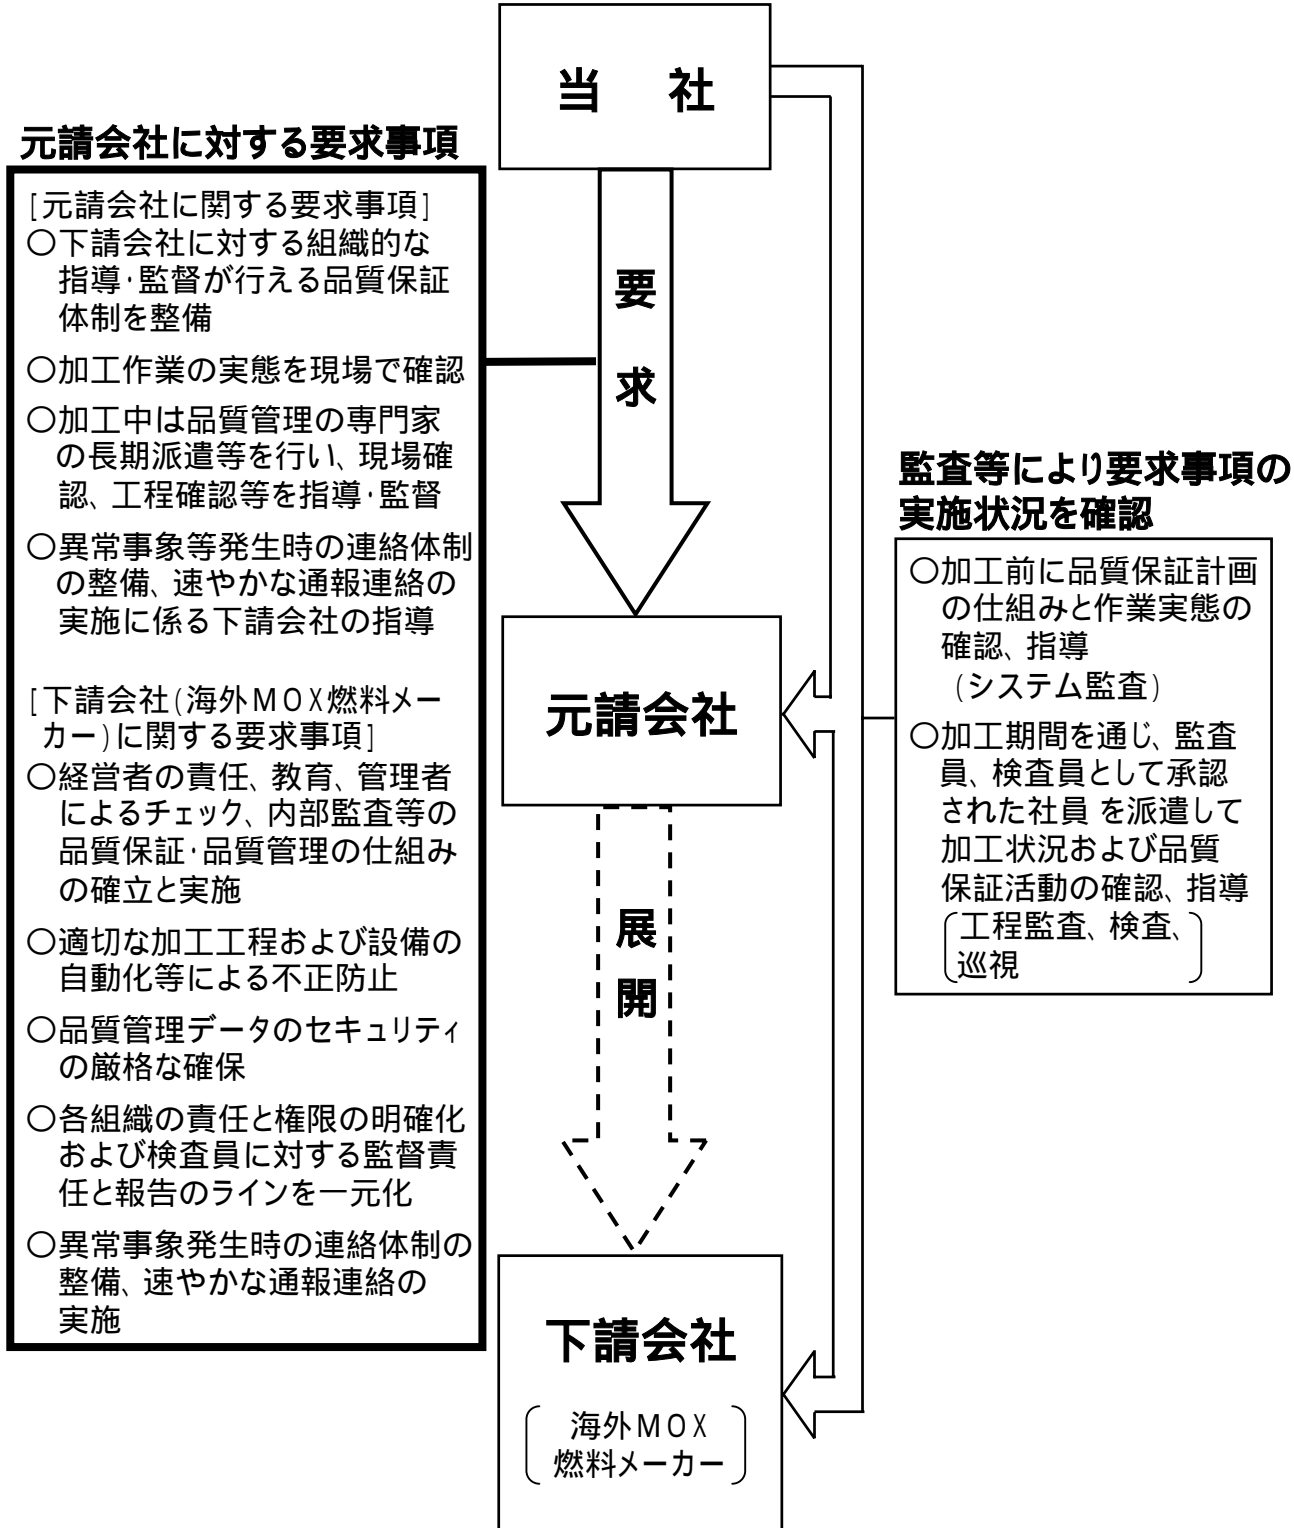 当 社
元請会社に対する要求事項
[元請会社に関する要求事項]
○下請会社に対する組織的な
指導・監督が行える品質保証
体制を整備
○加工作業の実態を現場で確認
○加工中は品質管理の専門家
の長期派遣等を行い、現場確
認、工程確認等を指導・監督
○異常事象等発生時の連絡体制
の整備、速やかな通報連絡の
実施に係る下請会社の指導
[下請会社(海外MOX燃料メー
カー)に関する要求事項]
○経営者の責任、教育、管理者
によるチェック、内部監査等の
品質保証・品質管理の仕組み
の確立と実施
○適切な加工工程および設備の
自動化等による不正防止
○品質管理データのセキュリティ
の厳格な確保
○各組織の責任と権限の明確化
および検査員に対する監督責
任と報告のラインを一元化
○異常事象発生時の連絡体制の
整備、速やかな通報連絡の
実施
要
求
元請会社
展
開
下請会社
海外MOX
燃料メーカー
監査等により要求事項の
実施状況を確認
○加工前に品質保証計画
の仕組みと作業実態の
確認、指導
(システム監査)
○加工期間を通じ、監査
員、検査員として承認
された社員 を派遣して
加工状況および品質
保証活動の確認、指導
工程監査、検査、
巡視